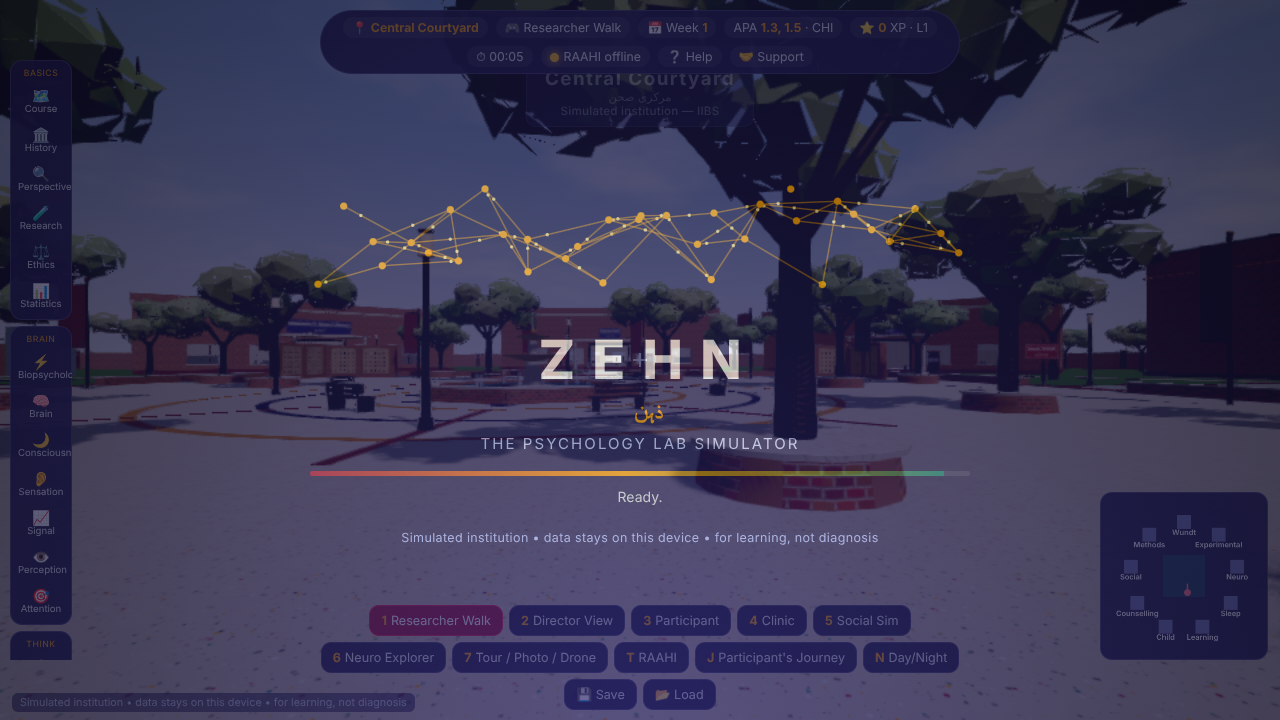 📍 Central Courtyard 🎮 Researcher Walk 📅 Week 1 APA 1.3, 1.5 · CHI ⭐ 0 XP · L1
⏱ 00:05 RAAHI offline ❔ Help 🤝 Support
Central Courtyard
مرکزی صحن
Simulated institution — IIBS
BASICS
Course
History
Perspective
Research
Ethics
Statistics
BRAIN
Biopsycholo
Brain
Consciousn
Sensation
Signal
Perception
Attention
THINK
ZEHN
ذہن
THE PSYCHOLOGY LAB SIMULATOR
Ready.
Simulated institution • data stays on this device • for learning, not diagnosis
Wundt
Methods Experimental
Social Neuro
Counselling Sleep
Child Learning
1 Researcher Walk 2 Director View 3 Participant 4 Clinic 5 Social Sim
6 Neuro Explorer 7 Tour / Photo / Drone T RAAHI J Participant's Journey N Day/Night
💾 Save 📂 Load
Simulated institution • data stays on this device • for learning, not diagnosis